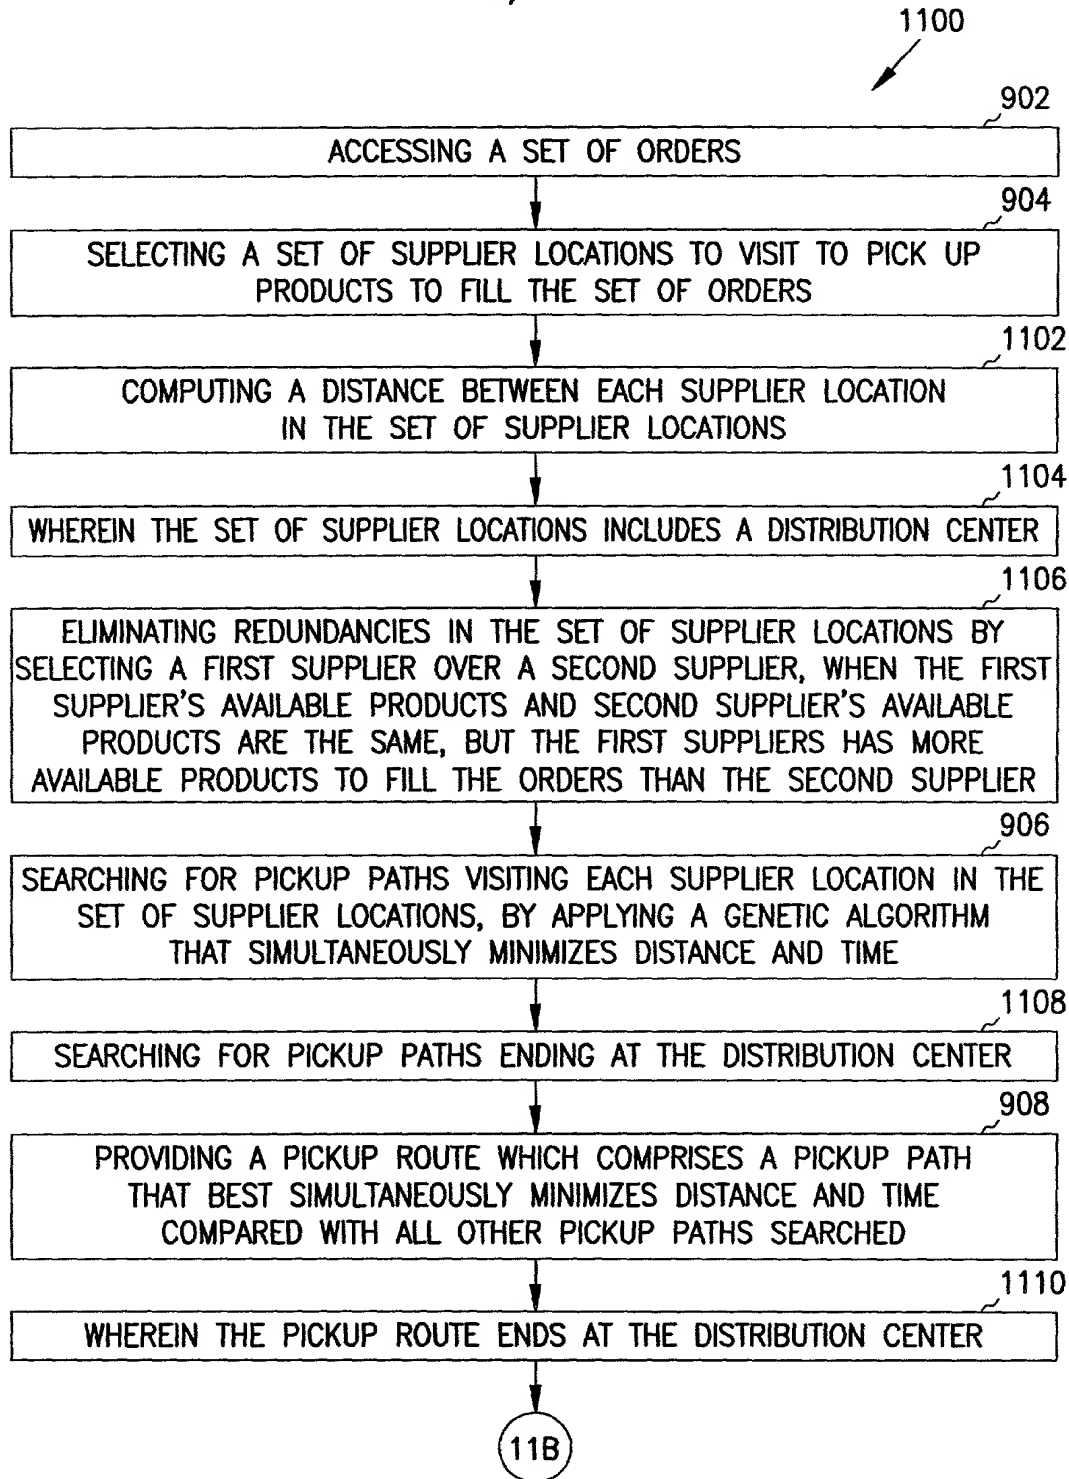 1100
902
ACCESSING A SET OF ORDERS
904
SELECTING A SET OF SUPPLIER LOCATIONS TO VISIT TO PICK UP
PRODUCTS TO FILL THE SET OF ORDERS
1102
COMPUTING A DISTANCE BETWEEN EACH SUPPLIER LOCATION
IN THE SET OF SUPPLIER LOCATIONS
1104
WHEREIN THE SET OF SUPPLIER LOCATIONS INCLUDES A DISTRIBUTION CENTER
1106
ELIMINATING REDUNDANCIES IN THE SET OF SUPPLIER LOCATIONS BY
SELECTING A FIRST SUPPLIER OVER A SECOND SUPPLIER, WHEN THE FIRST
SUPPLIER'S AVAILABLE PRODUCTS AND SECOND SUPPLIER'S AVAILABLE
PRODUCTS ARE THE SAME, BUT THE FIRST SUPPLIERS HAS MORE
AVAILABLE PRODUCTS TO FILL THE ORDERS THAN THE SECOND SUPPLIER
906
SEARCHING FOR PICKUP PATHS VISITING EACH SUPPLIER LOCATION IN THE
SET OF SUPPLIER LOCATIONS, BY APPLYING A GENETIC ALGORITHM
THAT SIMULTANEOUSLY MINIMIZES DISTANCE AND TIME
1108
SEARCHING FOR PICKUP PATHS ENDING AT THE DISTRIBUTION CENTER
908
PROVIDING A PICKUP ROUTE WHICH COMPRISES A PICKUP PATH
THAT BEST SIMULTANEOUSLY MINIMIZES DISTANCE AND TIME
COMPARED WITH ALL OTHER PICKUP PATHS SEARCHED
1110
WHEREIN THE PICKUP ROUTE ENDS AT THE DISTRIBUTION CENTER
11B